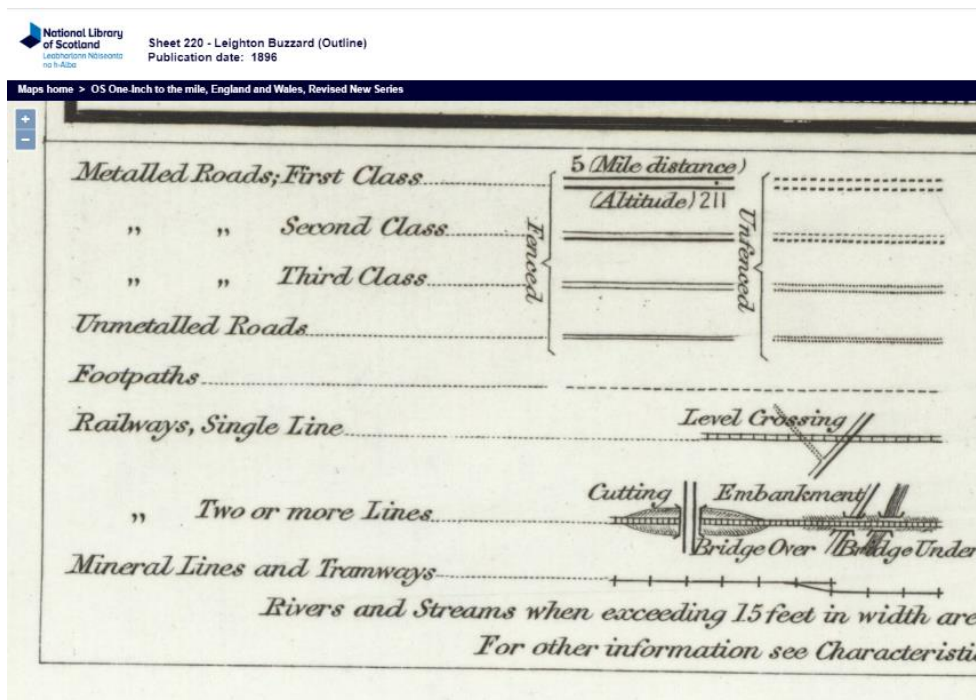 National Library
of Scotland
Leabharlann Nàiseanta
na h-Alba
Sheet 220 - Leighton Buzzard (Outline)
Publication date: 1896
Maps home > OS One-Inch to the mile, England and Wales, Revised New Series
+
−
Metalled Roads; First Class
5 (Mile distance)
(Altitude) 211
„ „ Second Class
„ „ Third Class
Fenced
Unfenced
Unmetalled Roads
Footpaths
Railways, Single Line
Level Crossing
„ Two or more Lines
Cutting
Embankment
Bridge Over
Bridge Under
Mineral Lines and Tramways
Rivers and Streams when exceeding 15 feet in width are
For other information see Characteristi